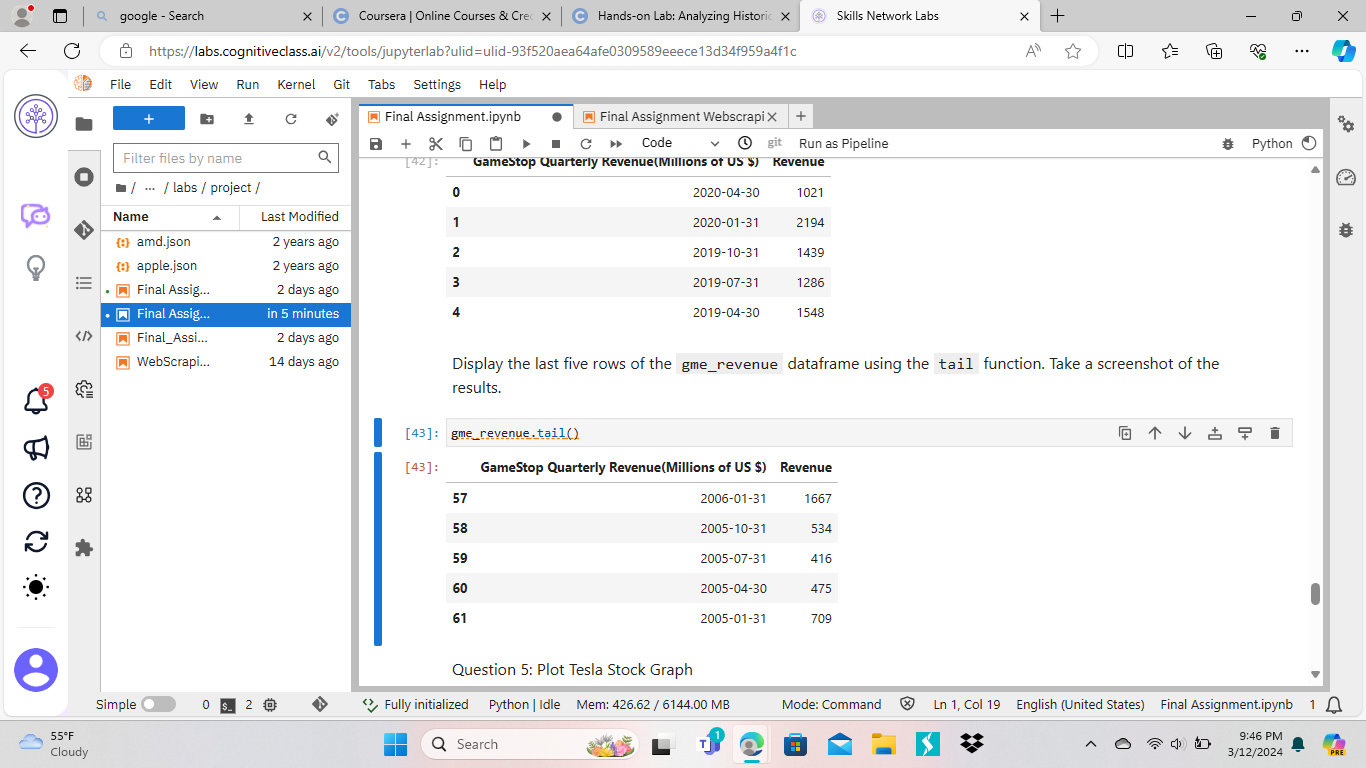 google - Search
Coursera | Online Courses & Cre
Hands-on Lab: Analyzing Historic
Skills Network Labs
https://labs.cognitiveclass.ai/v2/tools/jupyterlab?ulid=ulid-93f520aea64afe0309589eeece13d34f959a4f1c
File Edit View Run Kernel Git Tabs Settings Help
Final Assignment.ipynb
Final Assignment Webscrapi
Filter files by name
/ ... / labs / project /
Name Last Modified
amd.json 2 years ago
apple.json 2 years ago
Final Assig... 2 days ago
Final Assig... in 5 minutes
Final_Assi... 2 days ago
WebScrapi... 14 days ago
5
Code
git
Run as Pipeline
Python
[42]: GameStop Quarterly Revenue(Millions of US $) Revenue
0 2020-04-30 1021
1 2020-01-31 2194
2 2019-10-31 1439
3 2019-07-31 1286
4 2019-04-30 1548
Display the last five rows of the gme_revenue dataframe using the tail function. Take a screenshot of the
results.
[43]: gme_revenue.tail()
[43]: GameStop Quarterly Revenue(Millions of US $) Revenue
57 2006-01-31 1667
58 2005-10-31 534
59 2005-07-31 416
60 2005-04-30 475
61 2005-01-31 709
Question 5: Plot Tesla Stock Graph
Simple 0 $_ 2 Fully initialized Python | Idle Mem: 426.62 / 6144.00 MB Mode: Command Ln 1, Col 19 English (United States) Final Assignment.ipynb 1
55°F
Cloudy
Search
1
PRE
9:46 PM
3/12/2024